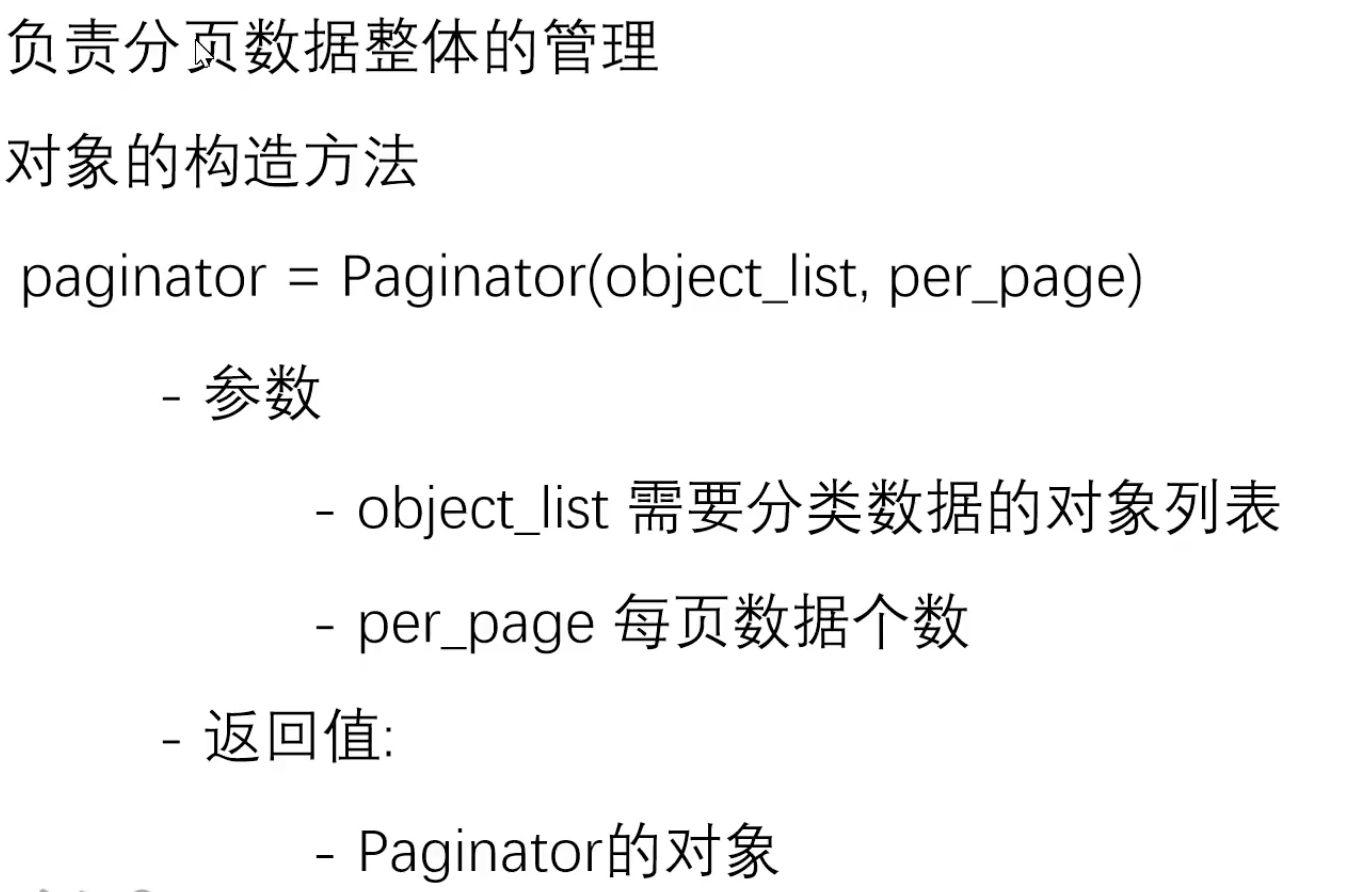 负责分页数据整体的管理
对象的构造方法
paginator = Paginator(object_list, per_page)
- 参数
- object_list 需要分类数据的对象列表
- per_page 每页数据个数
- 返回值:
- Paginator的对象